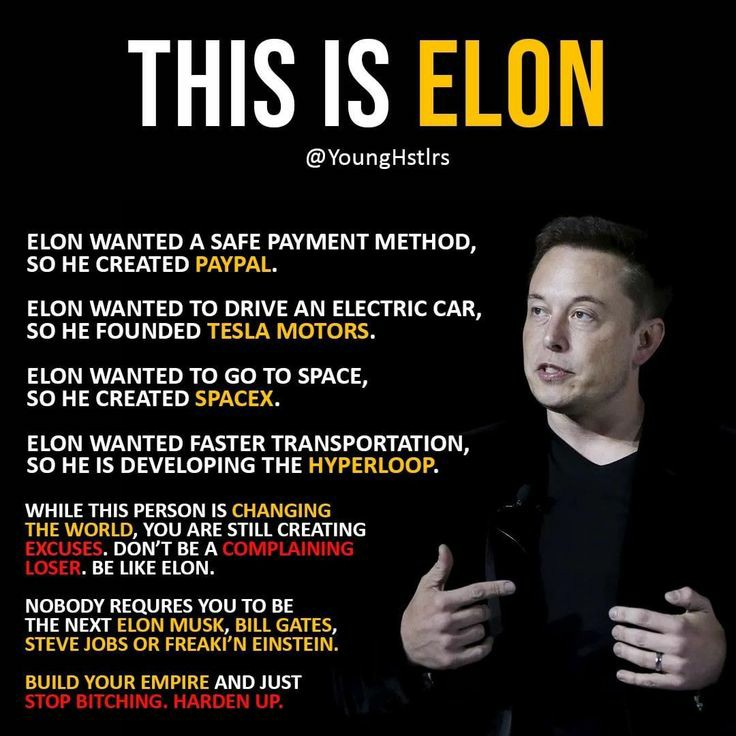 THIS IS ELON
@YoungHstlrs
ELON WANTED A SAFE PAYMENT METHOD,
SO HE CREATED PAYPAL.
ELON WANTED TO DRIVE AN ELECTRIC CAR,
SO HE FOUNDED TESLA MOTORS.
ELON WANTED TO GO TO SPACE,
SO HE CREATED SPACEX.
ELON WANTED FASTER TRANSPORTATION,
SO HE IS DEVELOPING THE HYPERLOOP.
WHILE THIS PERSON IS CHANGING
THE WORLD, YOU ARE STILL CREATING
EXCUSES. DON'T BE A COMPLAINING
LOSER. BE LIKE ELON.
NOBODY REQURES YOU TO BE
THE NEXT ELON MUSK, BILL GATES,
STEVE JOBS OR FREAKI'N EINSTEIN.
BUILD YOUR EMPIRE AND JUST
STOP BITCHING. HARDEN UP.